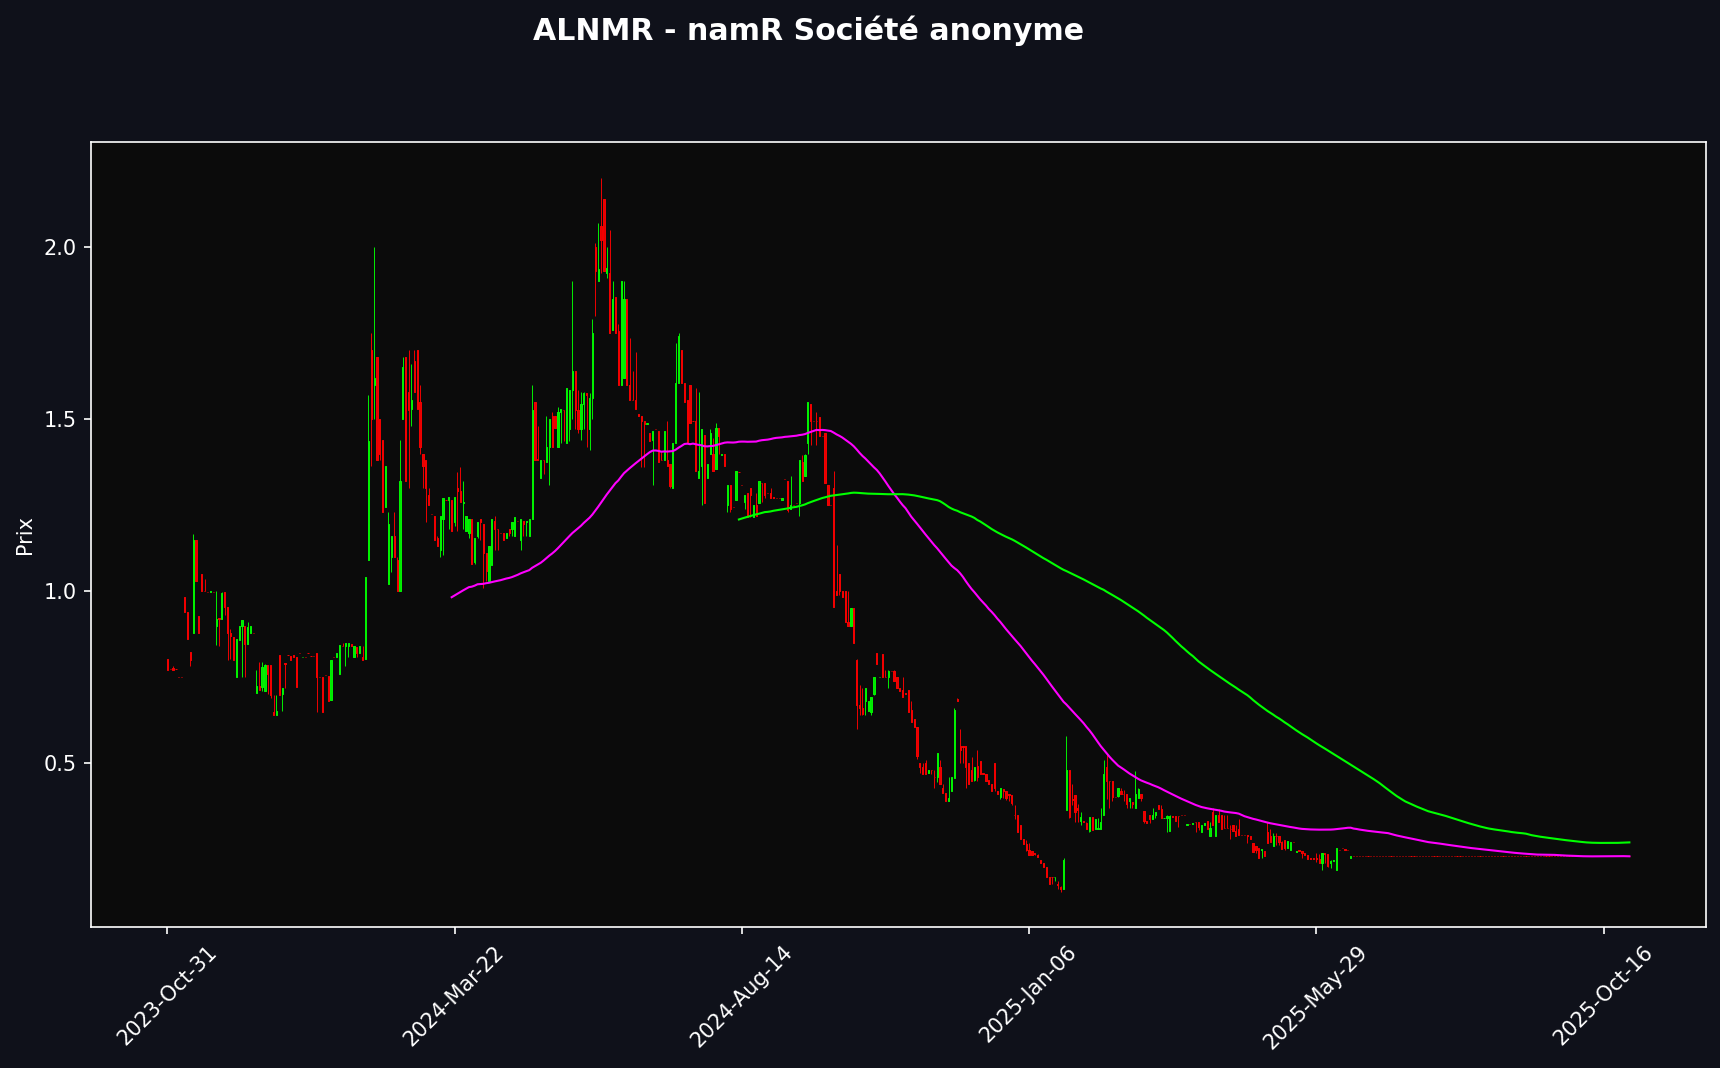 ALNMR - namR Société anonyme
Prix
2.0
1.5
1.0
0.5
2023-Oct-31
2024-Mar-22
2024-Aug-14
2025-Jan-06
2025-May-29
2025-Oct-16